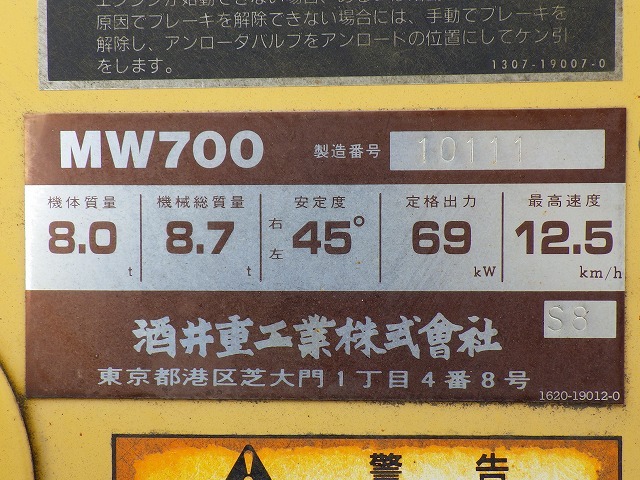 原因でブレーキを解除できない場合には、手動でブレーキを
解除し、アンロータバルブをアンロードの位置にしてケン引
をします。
1307-19007-0
MW700 製造番号 10111
機体質量 機械総質量 安定度 定格出力 最高速度
8.0 t 8.7 t 右左 45° 69 kW 12.5 km/h
S8
酒井重工業株式會社
東京都港区芝大門1丁目4番8号
1620-19012-0
警告